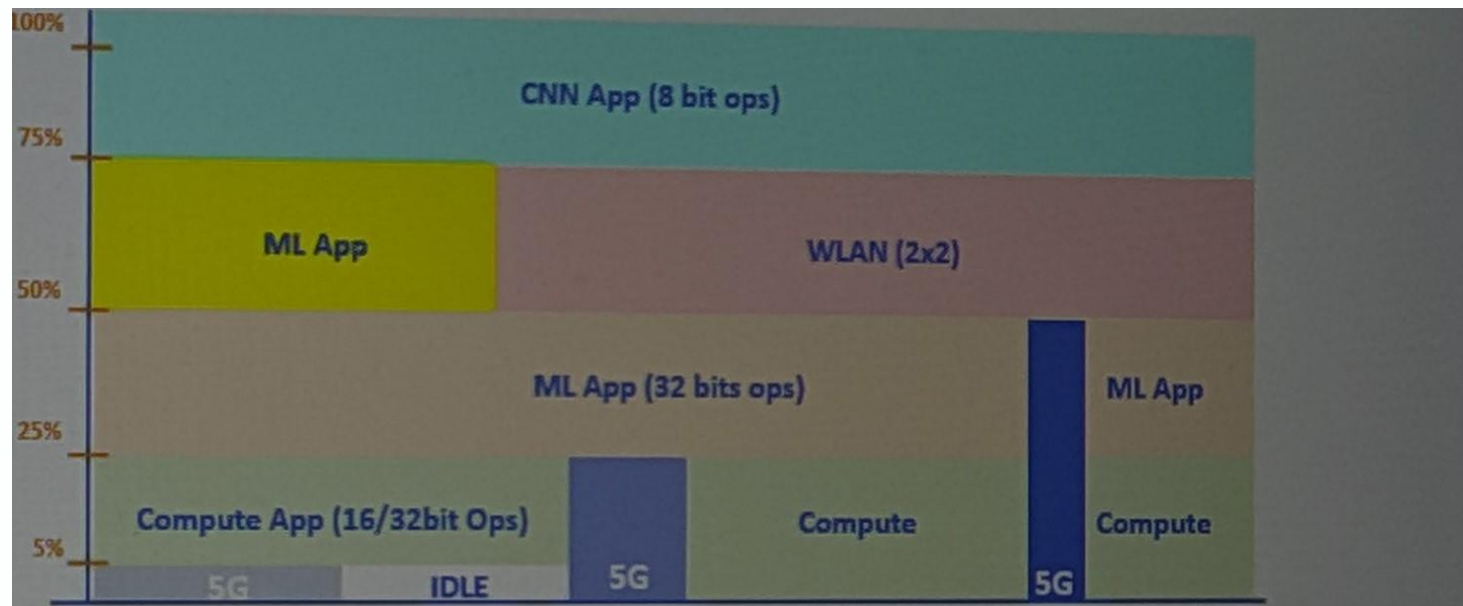 100%
CNN App (8 bit ops)
75%
ML App
WLAN (2x2)
50%
ML App (32 bits ops)
ML App
25%
Compute App (16/32bit Ops)
Compute
Compute
5%
5G
IDLE
5G
5G